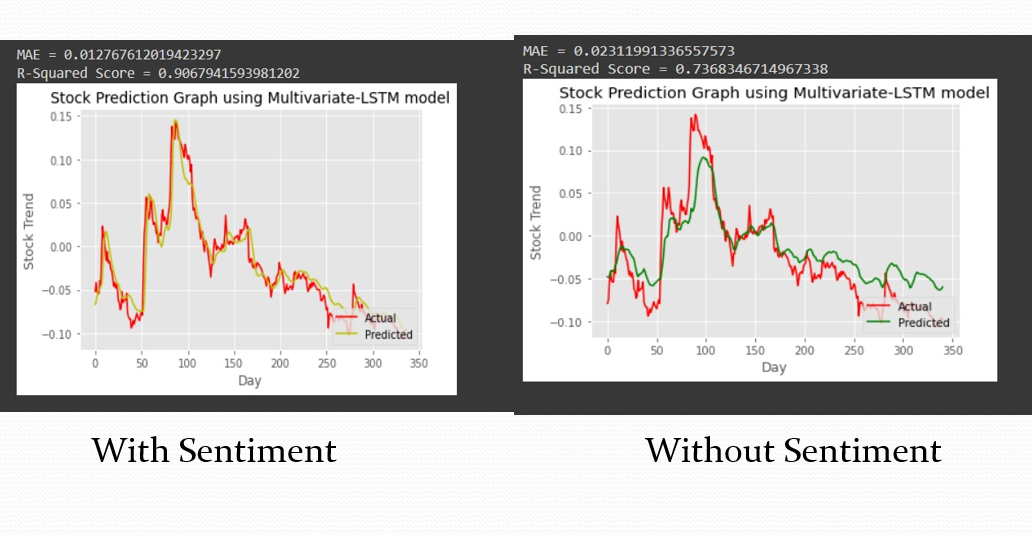 MAE = 0.012767612019423297
R-Squared Score = 0.9067941593981202
Stock Prediction Graph using Multivariate-LSTM model
0.15
0.10
0.05
0.00
−0.05
−0.10
Stock Trend
0 50 100 150 200 250 300 350
Day
Actual
Predicted
With Sentiment
MAE = 0.02311991336557573
R-Squared Score = 0.7368346714967338
Stock Prediction Graph using Multivariate-LSTM model
0.15
0.10
0.05
0.00
−0.05
−0.10
Stock Trend
0 50 100 150 200 250 300 350
Day
Actual
Predicted
Without Sentiment